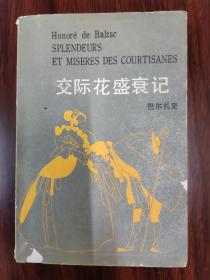 Honoré de Balzac
SPLENDEURS
ET MISERES DES COURTISANES
交际花盛衰记
巴尔扎克